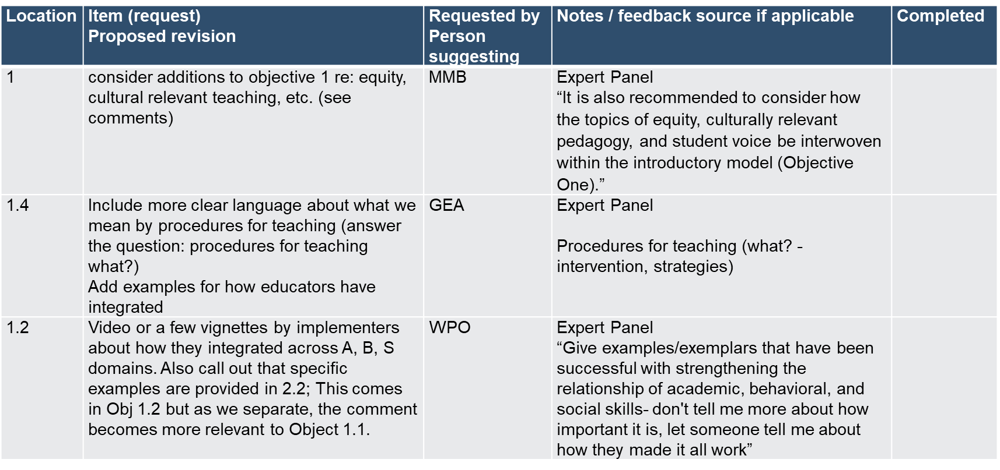 Location
Item (request)
Proposed revision
Requested by
Person
suggesting
Notes / feedback source if applicable
Completed
1
consider additions to objective 1 re: equity,
cultural relevant teaching, etc. (see
comments)
MMB
Expert Panel
“It is also recommended to consider how
the topics of equity, culturally relevant
pedagogy, and student voice be interwoven
within the introductory model (Objective
One).”
1.4
Include more clear language about what we
mean by procedures for teaching (answer
the question: procedures for teaching
what?)
Add examples for how educators have
integrated
GEA
Expert Panel
Procedures for teaching (what? -
intervention, strategies)
1.2
Video or a few vignettes by implementers
about how they integrated across A, B, S
domains. Also call out that specific
examples are provided in 2.2; This comes
in Obj 1.2 but as we separate, the comment
becomes more relevant to Object 1.1.
WPO
Expert Panel
“Give examples/exemplars that have been
successful with strengthening the
relationship of academic, behavioral, and
social skills- don't tell me more about how
important it is, let someone tell me about
how they made it all work”